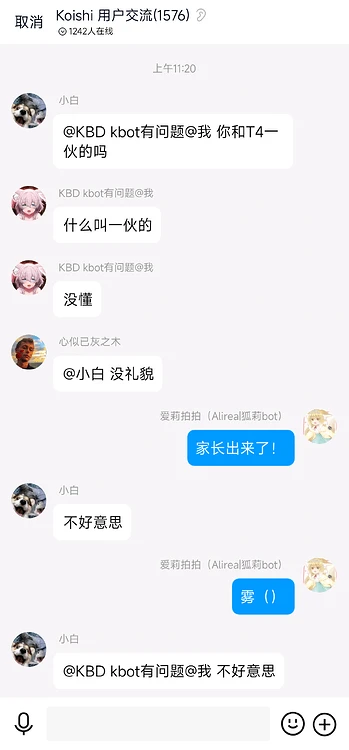 取消
Koishi 用户交流(1576)
1242人在线
上午11:20
小白
@KBD kbot有问题@我 你和T4一
伙的吗
KBD kbot有问题@我
什么叫一伙的
KBD kbot有问题@我
没懂
心似已灰之木
@小白 没礼貌
爱莉拍拍（Alireal狐莉bot）
家长出来了！
小白
不好意思
爱莉拍拍（Alireal狐莉bot）
雾（）
小白
@KBD kbot有问题@我 不好意思